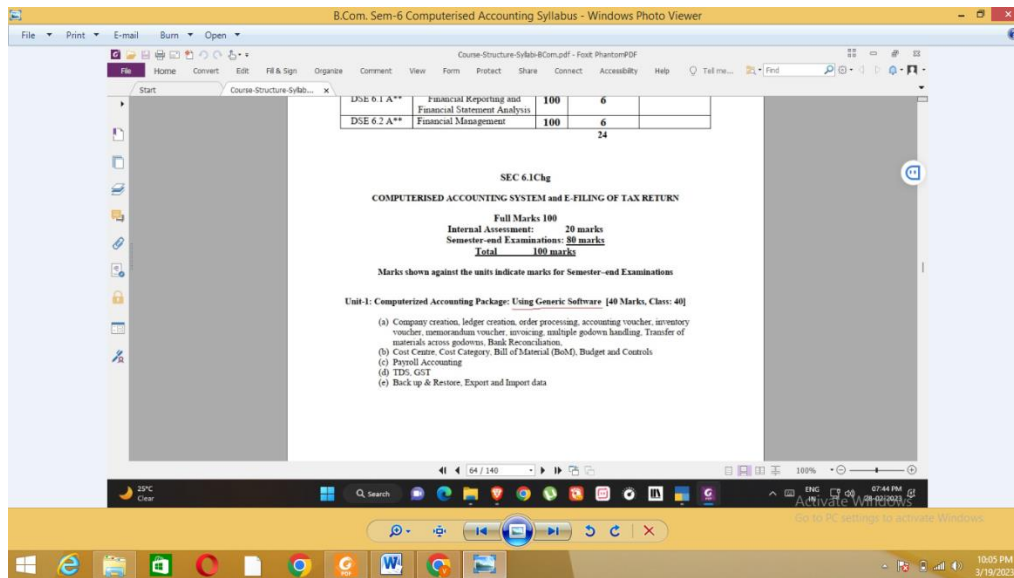 B.Com. Sem-6 Computerised Accounting Syllabus - Windows Photo Viewer
File Print E-mail Burn Open
Course-Structure-Syllabi-BCom.pdf - Foxit PhantomPDF
File Home Convert Edit Fill & Sign Organize Comment View Form Protect Share Connect Accessibility Help Tell me... Find
Start Course-Structure-Syllab...
DSE 6.1 A** Financial Reporting and 100 6
Financial Statement Analysis
DSE 6.2 A** Financial Management 100 6
24
SEC 6.1Chg
COMPUTERISED ACCOUNTING SYSTEM and E-FILING OF TAX RETURN
Full Marks 100
Internal Assessment: 20 marks
Semester-end Examinations: 80 marks
Total 100 marks
Marks shown against the units indicate marks for Semester–end Examinations
Unit-1: Computerized Accounting Package: Using Generic Software [40 Marks, Class: 40]
(a) Company creation, ledger creation, order processing, accounting voucher, inventory
voucher, memorandum voucher, invoicing, multiple godown handling, Transfer of
materials across godowns, Bank Reconciliation,
(b) Cost Centre, Cost Category, Bill of Material (BoM), Budget and Controls
(c) Payroll Accounting
(d) TDS, GST
(e) Back up & Restore, Export and Import data
64 / 140 100%
25°C
Clear
Search
ENG
07:44 PM
Activate Windows
Go to PC settings to activate Windows.
10:05 PM
3/19/2023